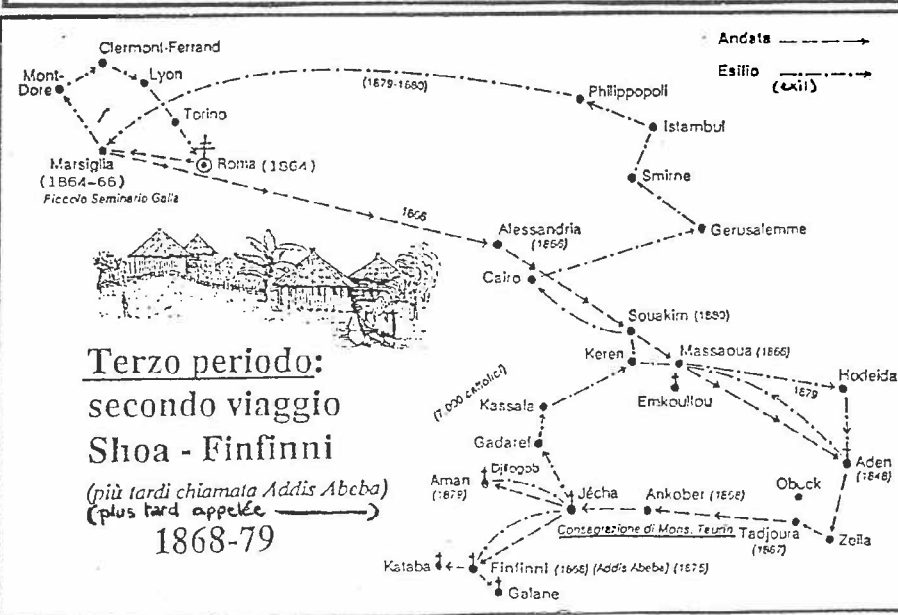 Clermont-Ferrand
Mont-
Dore
Lyon
Torino
Marsiglia
(1864-66)
Piccolo Seminario Galla
Roma (1864)
Andata
Esilio
(exil)
(1879-1880)
Philippopoli
Istambul
Smirne
Gerusalemme
1866
Alessandria
(1866)
Cairo
Souakim (1880)
Keren
Massaoua (1866)
Emkoullou
1879
Hodeida
Kassala
(7.000 cattolici)
Gadaref
Aman
(1879)
Djfogob
Jécha
Ankober (1868)
Obock
Aden
(1848)
Consegrazione di Mons. Taurin
Tadjoura
(1867)
Zeila
Kataba
Finfinni (1868) (Addis Abeba) (1875)
Galane
Terzo periodo:
secondo viaggio
Shoa - Finfinni
(più tardi chiamata Addis Abeba)
(plus tard appelée)
1868-79